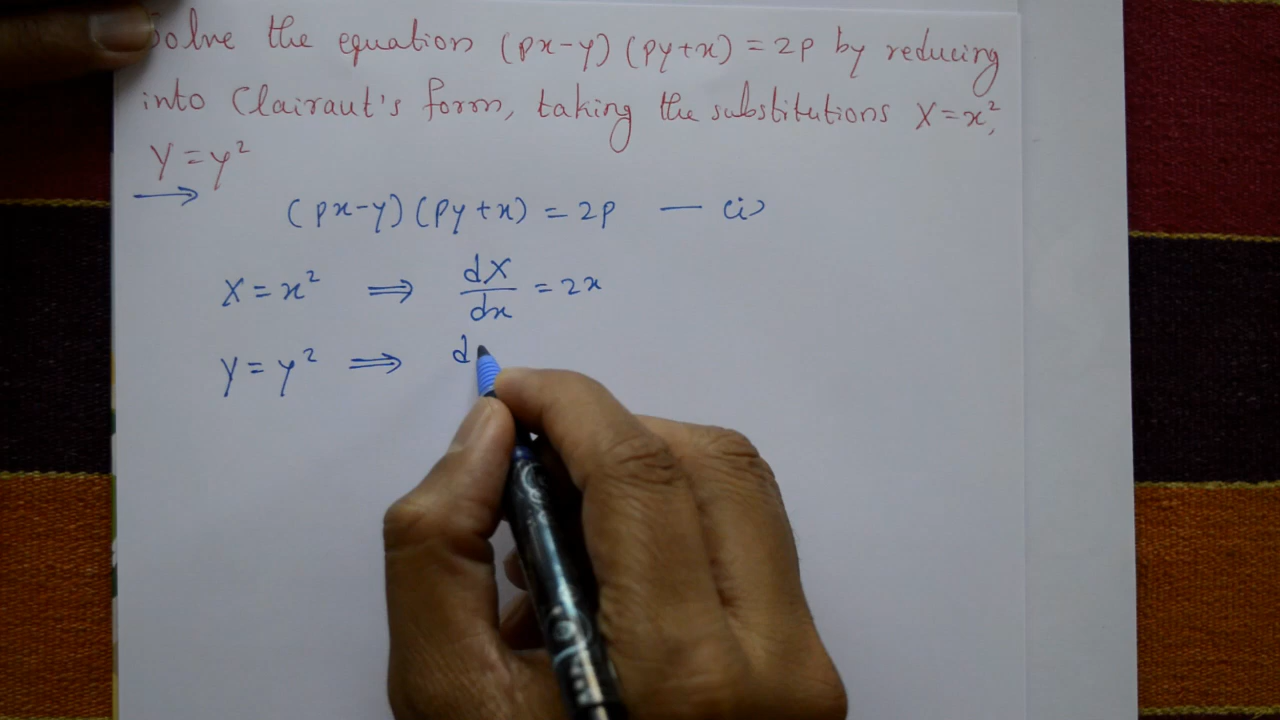 Solve the equation (px-y)(py+x) = 2p by reducing
into Clairaut's form, taking the substitutions X=x²,
Y=y²
→
(px-y)(py+x) = 2p — (i)
X=x² ⇒ dX/dx = 2x
Y=y² ⇒ d